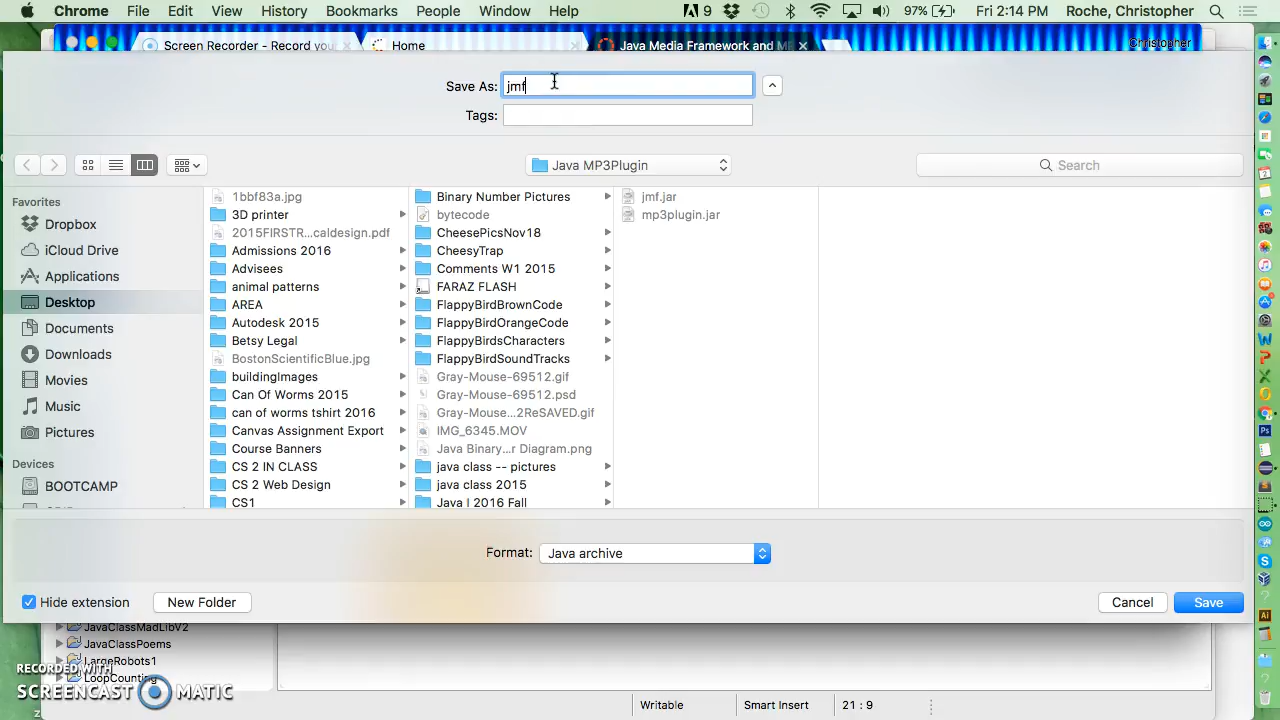 Chrome File Edit View History Bookmarks People Window Help 9 97% Fri 2:14 PM Roche, Christopher
Screen Recorder - Record you
Home
Java Media Framework and M
Christopher
Save As: jmf
Tags:
Java MP3Plugin
Search
Favorites
Dropbox
iCloud Drive
Applications
Desktop
Documents
Downloads
Movies
Music
Pictures
Devices
BOOTCAMP
1bbf83a.jpg
3D printer
2015FIRSTR...caldesign.pdf
Admissions 2016
Advisees
animal patterns
AREA
Autodesk 2015
Betsy Legal
BostonScientificBlue.jpg
buildingImages
Can Of Worms 2015
can of worms tshirt 2016
Canvas Assignment Export
Course Banners
CS 2 IN CLASS
CS 2 Web Design
CS1
Binary Number Pictures
bytecode
CheesePicsNov18
CheesyTrap
Comments W1 2015
FARAZ FLASH
FlappyBirdBrownCode
FlappyBirdOrangeCode
FlappyBirdsCharacters
FlappyBirdSoundTracks
Gray-Mouse-69512.gif
Gray-Mouse-69512.psd
Gray-Mouse...2ReSAVED.gif
IMG_6345.MOV
Java Binary...r Diagram.png
java class -- pictures
java class 2015
Java I 2016 Fall
jmf.jar
mp3plugin.jar
Format: Java archive
Hide extension
New Folder
Cancel
Save
JavaClassMadLibV2
JavaClassPoems
LargeRobots1
LoopCounting
RECORDED WITH
SCREENCAST MATIC
Writable
Smart Insert
21 : 9